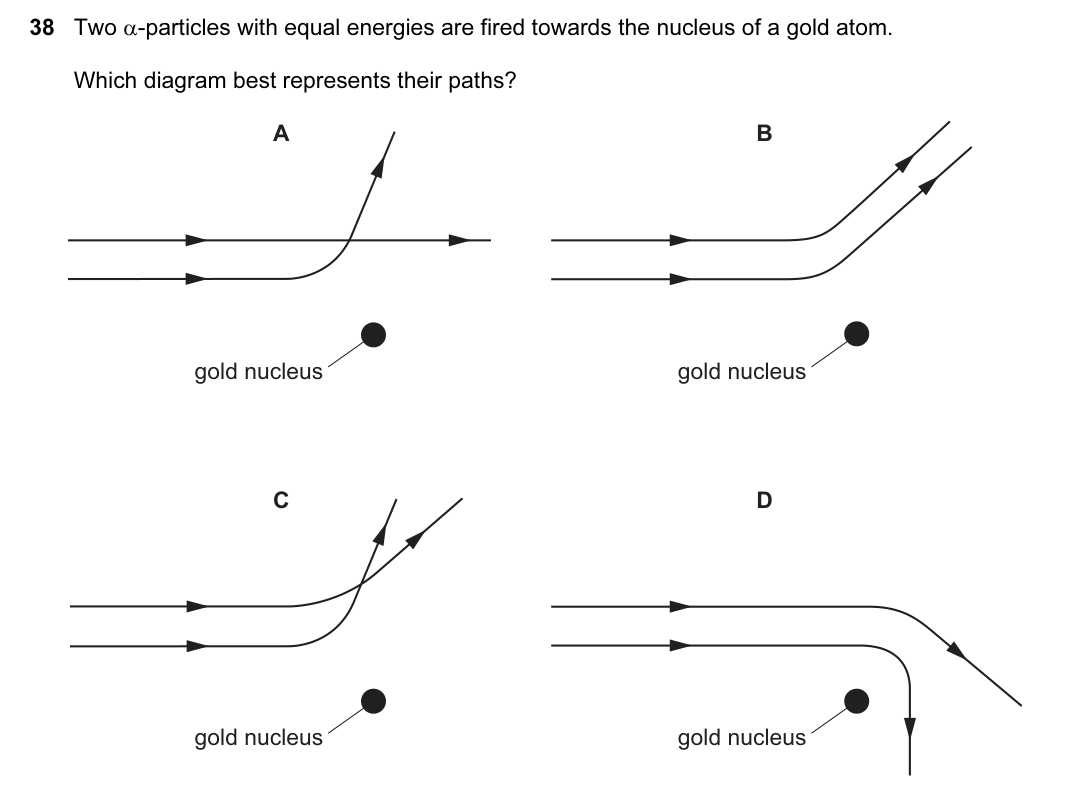 38 Two α-particles with equal energies are fired towards the nucleus of a gold atom.
Which diagram best represents their paths?
A
B
gold nucleus
gold nucleus
C
D
gold nucleus
gold nucleus